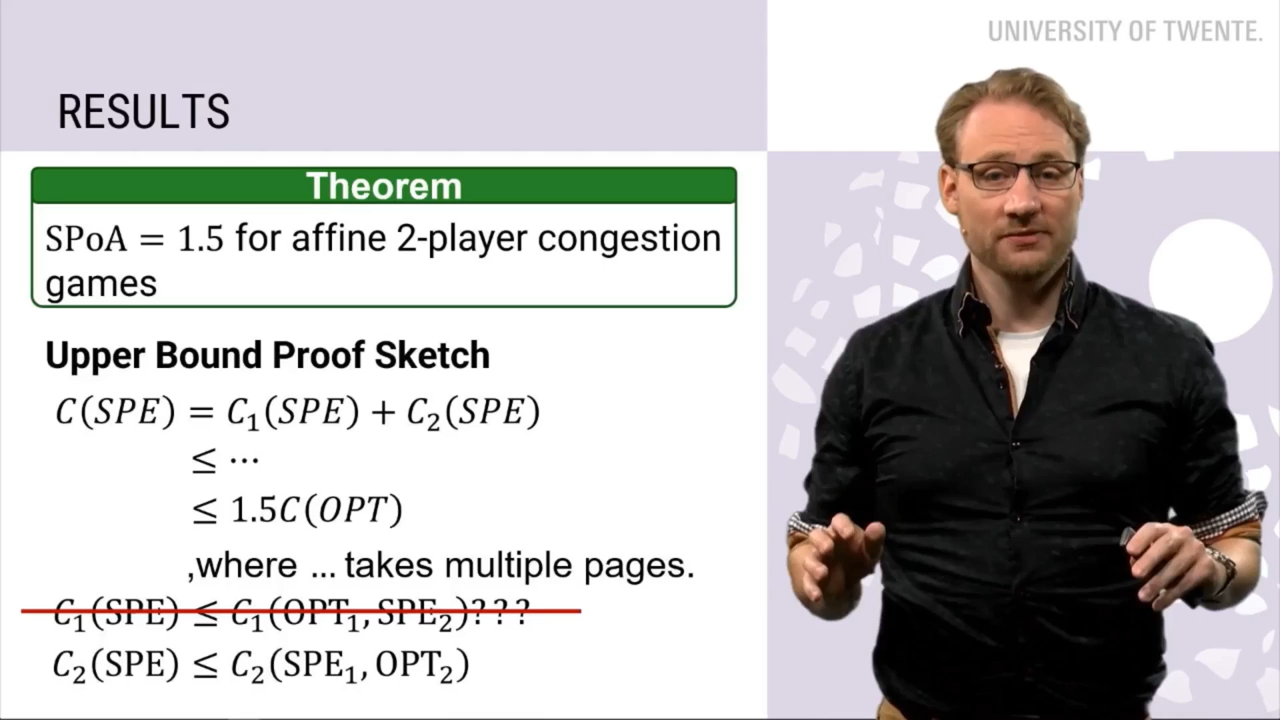 UNIVERSITY OF TWENTE.
RESULTS
Theorem
SPoA = 1.5 for affine 2-player congestion
games
Upper Bound Proof Sketch
C(SPE) = C₁(SPE) + C₂(SPE)
≤ ⋯
≤ 1.5C(OPT)
,where ... takes multiple pages.
C₁(SPE) ≤ C₁(OPT₁, SPE₂)???
C₂(SPE) ≤ C₂(SPE₁, OPT₂)